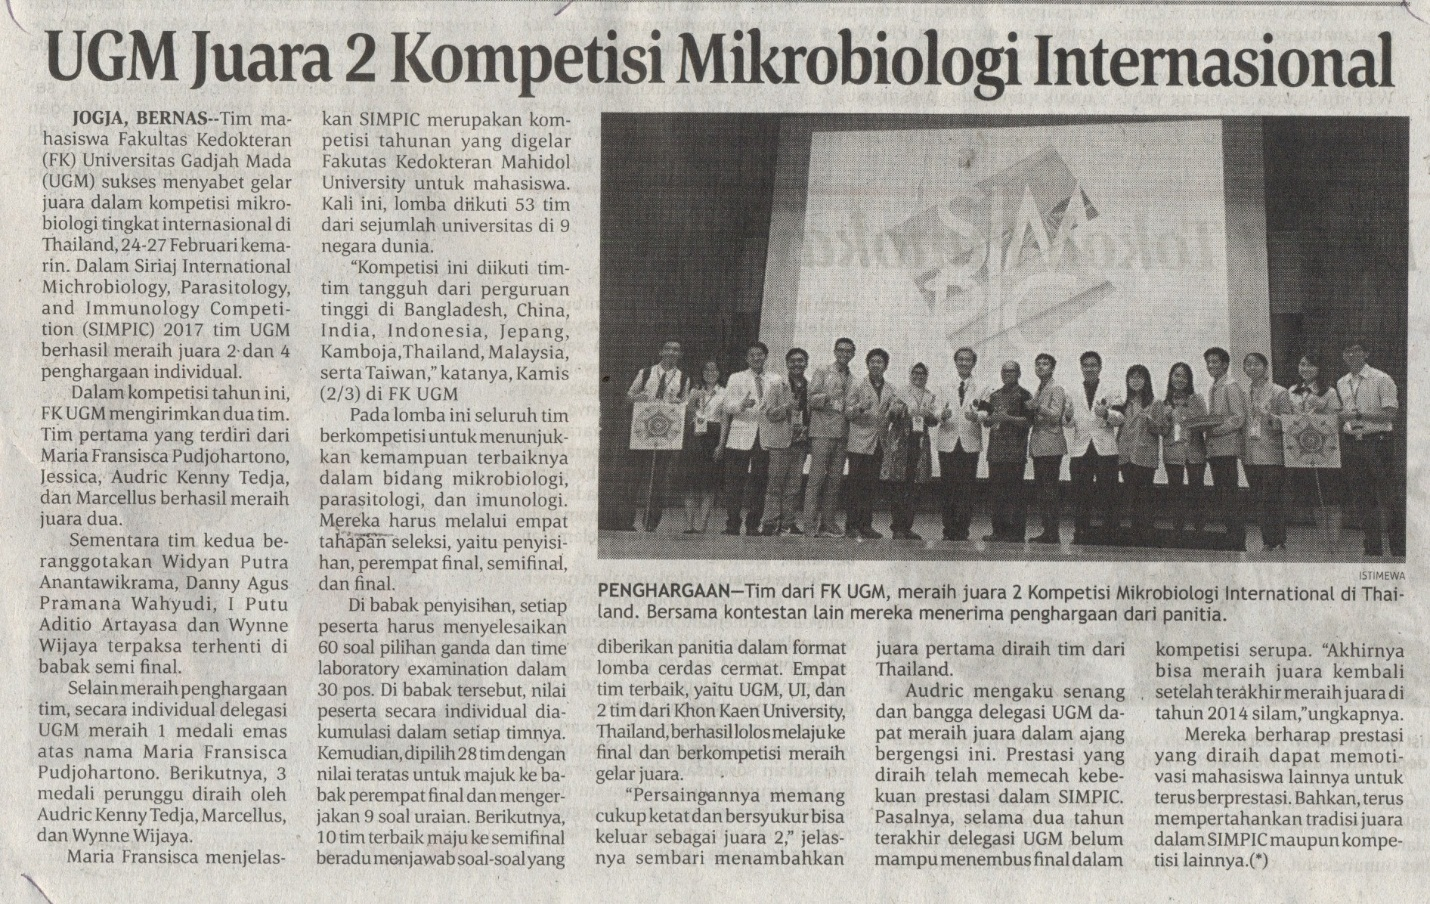 UGM Juara 2 Kompetisi Mikrobiologi Internasional
JOGJA, BERNAS--Tim ma-
hasiswa Fakultas Kedokteran
(FK) Universitas Gadjah Mada
(UGM) sukses menyabet gelar
juara dalam kompetisi mikro-
biologi tingkat internasional di
Thailand, 24-27 Februari kema-
rin. Dalam Siriaj International
Michrobiology, Parasitology,
and Immunology Competi-
tion (SIMPIC) 2017 tim UGM
berhasil meraih juara 2 dan 4
penghargaan individual.
Dalam kompetisi tahun ini,
FK UGM mengirimkan dua tim.
Tim pertama yang terdiri dari
Maria Fransisca Pudjohartono,
Jessica, Audric Kenny Tedja,
dan Marcellus berhasil meraih
juara dua.
Sementara tim kedua be-
ranggotakan Widyan Putra
Anantawikrama, Danny Agus
Pramana Wahyudi, I Putu
Aditio Artayasa dan Wynne
Wijaya terpaksa terhenti di
babak semi final.
Selain meraih penghargaan
tim, secara individual delegasi
UGM meraih 1 medali emas
atas nama Maria Fransisca
Pudjohartono. Berikutnya, 3
medali perunggu diraih oleh
Audric Kenny Tedja, Marcellus,
dan Wynne Wijaya.
Maria Fransisca menjelas-
kan SIMPIC merupakan kom-
petisi tahunan yang digelar
Fakutas Kedokteran Mahidol
University untuk mahasiswa.
Kali ini, lomba diikuti 53 tim
dari sejumlah universitas di 9
negara dunia.
“Kompetisi ini diikuti tim-
tim tangguh dari perguruan
tinggi di Bangladesh, China,
India, Indonesia, Jepang,
Kamboja,Thailand, Malaysia,
serta Taiwan,” katanya, Kamis
(2/3) di FK UGM
Pada lomba ini seluruh tim
berkompetisi untuk menunjuk-
kan kemampuan terbaiknya
dalam bidang mikrobiologi,
parasitologi, dan imunologi.
Mereka harus melalui empat
tahapan seleksi, yaitu penyisi-
han, perempat final, semifinal,
dan final.
Di babak penyisihan, setiap
peserta harus menyelesaikan
60 soal pilihan ganda dan time
laboratory examination dalam
30 pos. Di babak tersebut, nilai
peserta secara individual dia-
kumulasi dalam setiap timnya.
Kemudian, dipilih 28 tim dengan
nilai teratas untuk majuk ke ba-
bak perempat final dan menger-
jakan 9 soal uraian. Berikutnya,
10 tim terbaik maju ke semifinal
beradu menjawab soal-soal yang
SIM
PIC
ISTIMEWA
PENGHARGAAN—Tim dari FK UGM, meraih juara 2 Kompetisi Mikrobiologi International di Thai-
land. Bersama kontestan lain mereka menerima penghargaan dari panitia.
diberikan panitia dalam format
lomba cerdas cermat. Empat
tim terbaik, yaitu UGM, UI, dan
2 tim dari Khon Kaen University,
Thailand, berhasil lolos melaju ke
final dan berkompetisi meraih
gelar juara.
“Persaingannya memang
cukup ketat dan bersyukur bisa
keluar sebagai juara 2,” jelas-
nya sembari menambahkan
juara pertama diraih tim dari
Thailand.
Audric mengaku senang
dan bangga delegasi UGM da-
pat meraih juara dalam ajang
bergengsi ini. Prestasi yang
diraih telah memecah kebe-
kuan prestasi dalam SIMPIC.
Pasalnya, selama dua tahun
terakhir delegasi UGM belum
mampu menembus final dalam
kompetisi serupa. “Akhirnya
bisa meraih juara kembali
setelah terakhir meraih juara di
tahun 2014 silam,”ungkapnya.
Mereka berharap prestasi
yang diraih dapat memoti-
vasi mahasiswa lainnya untuk
terus berprestasi. Bahkan, terus
mempertahankan tradisi juara
dalam SIMPIC maupun kompe-
tisi lainnya.(*)